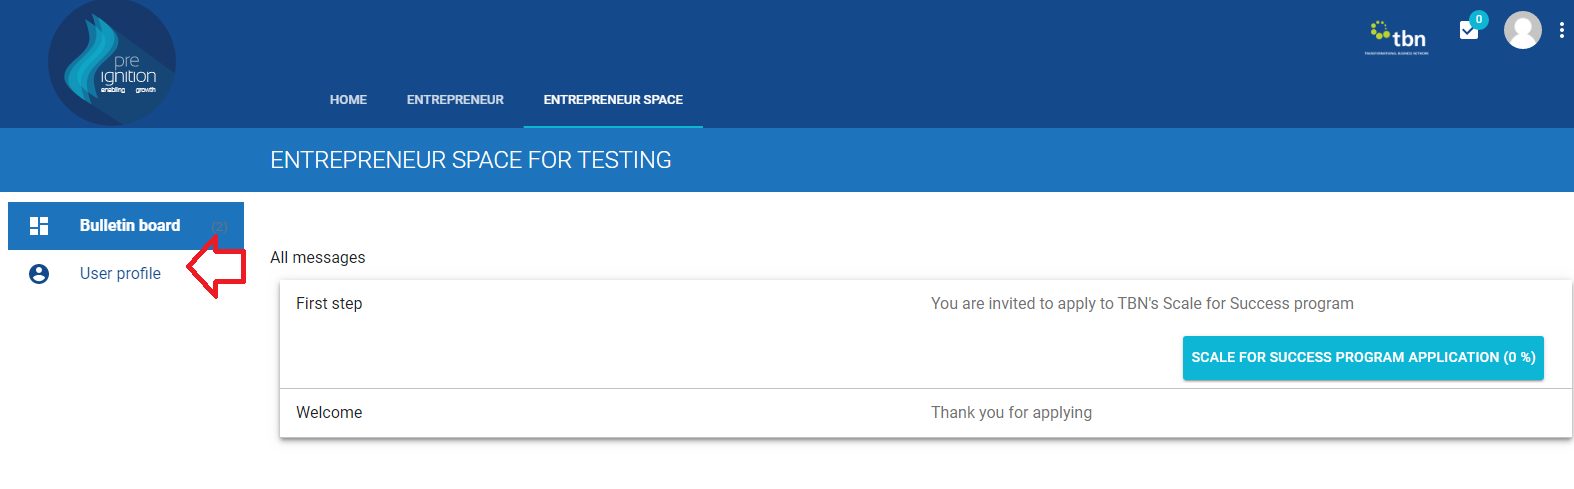 pre
ignition
enabling growth
tbn
TRANSFORMATIONAL BUSINESS NETWORK
0
HOME ENTREPRENEUR ENTREPRENEUR SPACE
ENTREPRENEUR SPACE FOR TESTING
Bulletin board (2)
User profile
All messages
First step You are invited to apply to TBN's Scale for Success program
SCALE FOR SUCCESS PROGRAM APPLICATION (0 %)
Welcome Thank you for applying